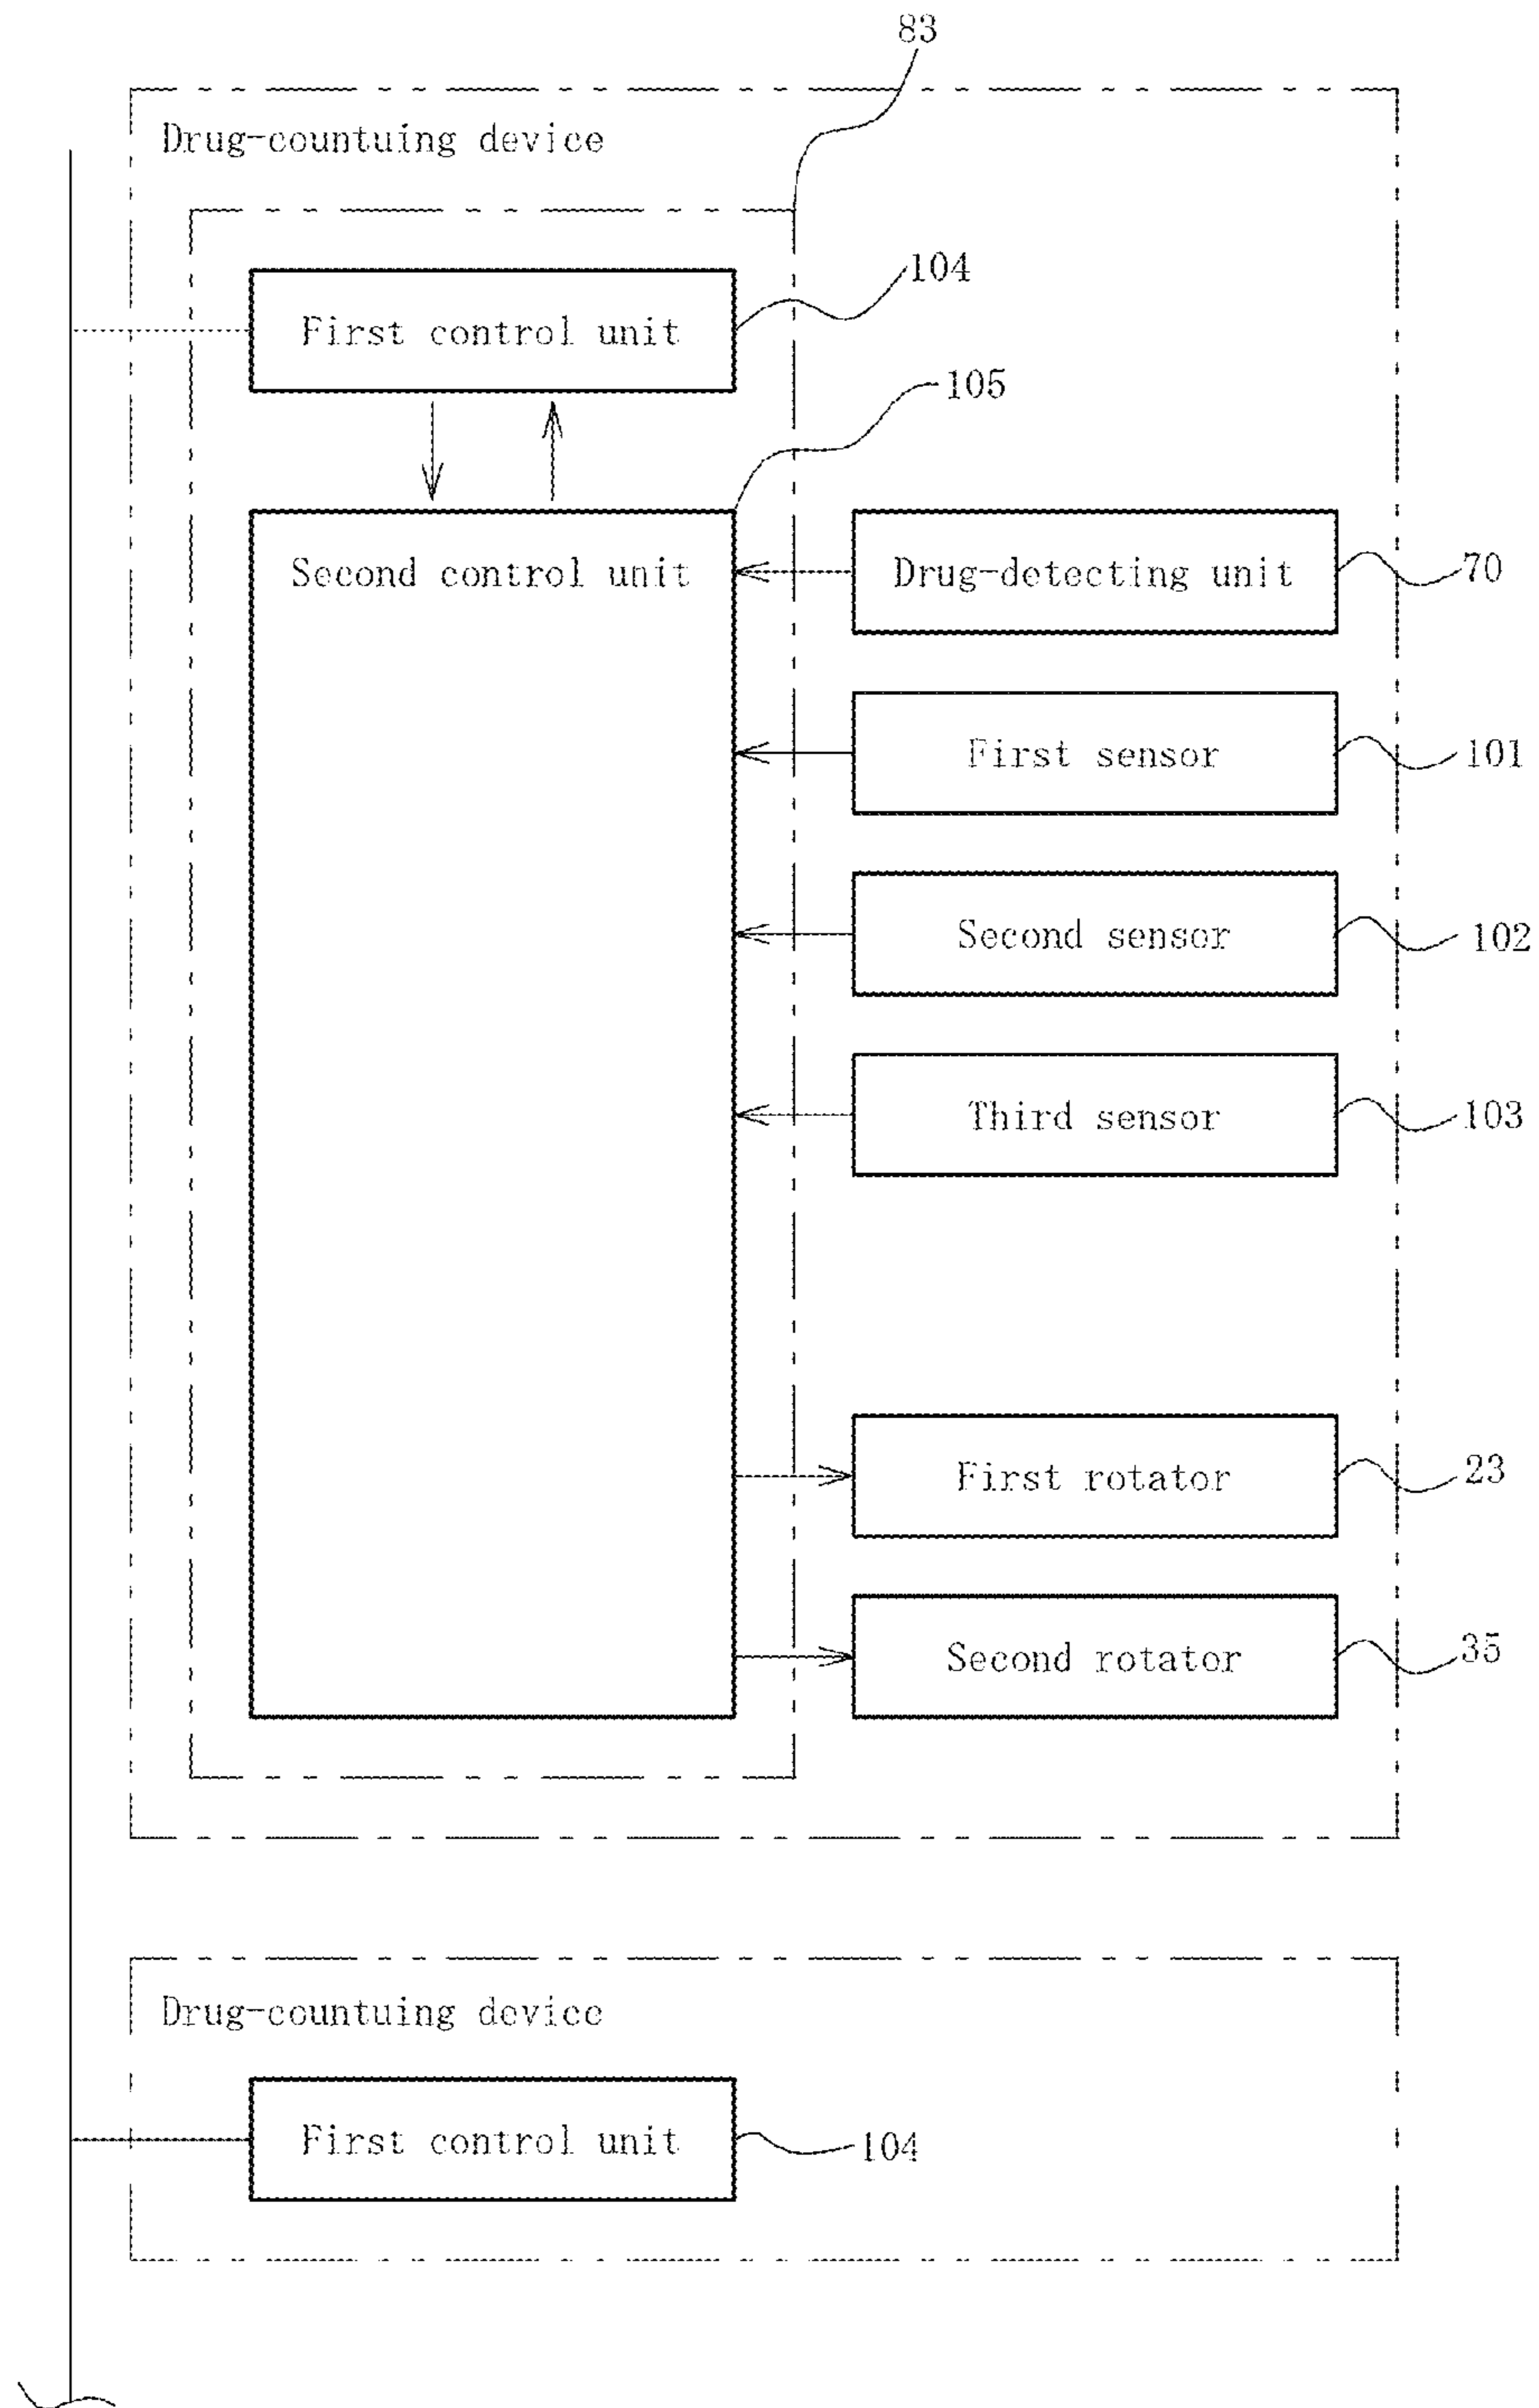 83
Drug-countuing device
First control unit
104
105
Second control unit
Drug-detecting unit
70
First sensor
101
Second sensor
102
Third sensor
103
First rotator
23
Second rotator
35
Drug-countuing device
First control unit
104